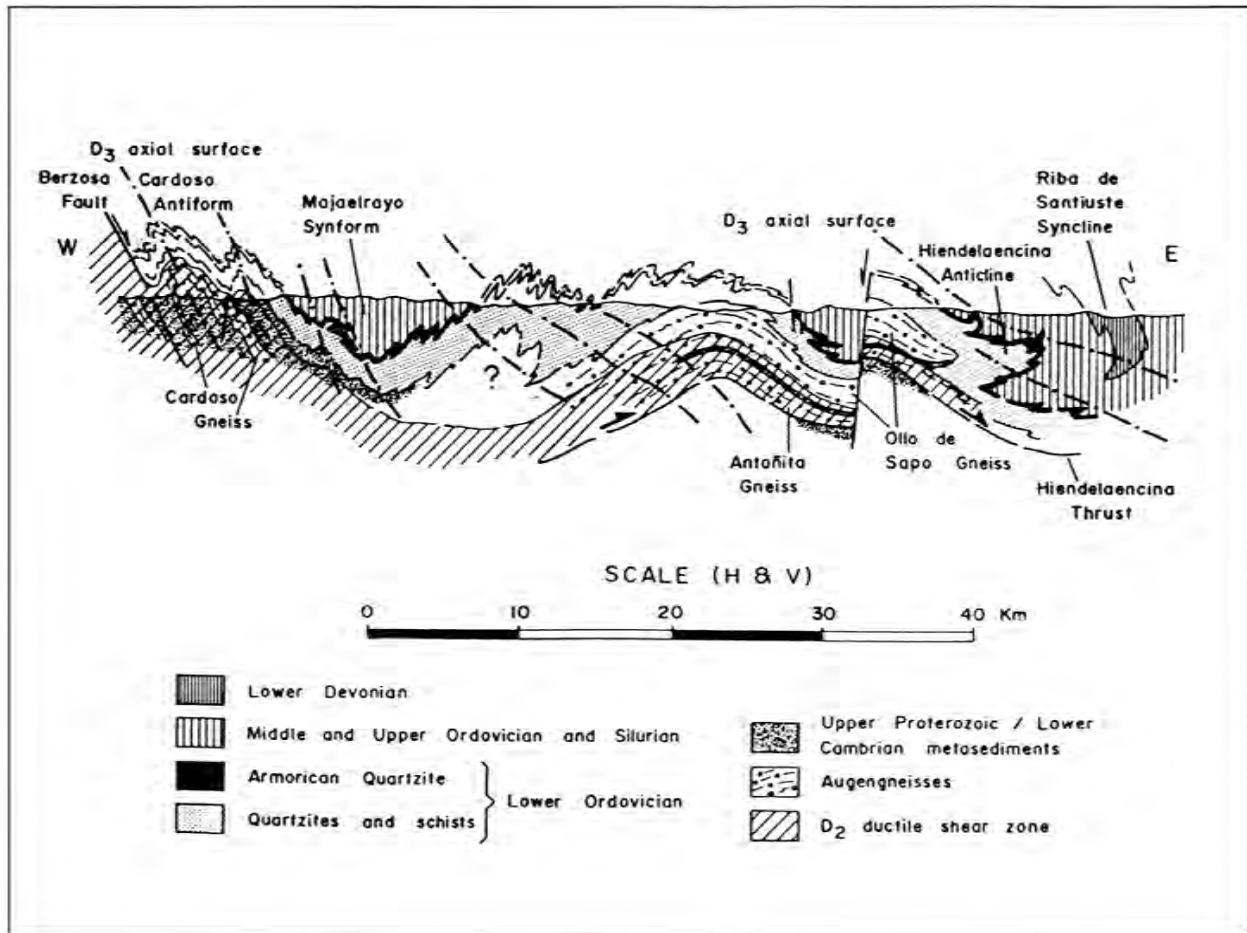 D3 axial surface
Berzosa Fault
Cardoso Antiform
Majaelrayo Synform
W
D3 axial surface
Hiendelaencina Anticline
Riba de Santiuste Syncline
E
?
Cardoso Gneiss
Antoñita Gneiss
Ollo de Sapo Gneiss
Hiendelaencina Thrust
SCALE (H & V)
0 10 20 30 40 Km
Lower Devonian
Middle and Upper Ordovician and Silurian
Armorican Quartzite
Quartzites and schists
Lower Ordovician
Upper Proterozoic / Lower Cambrian metasediments
Augengneisses
D2 ductile shear zone